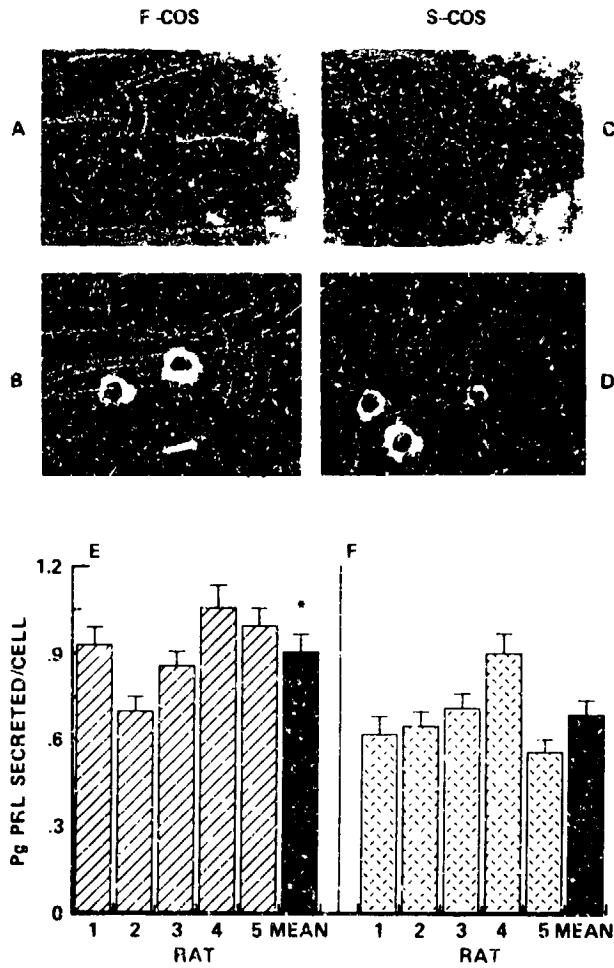 F-COS
S-COS
A
C
B
D
E
F
1.2
.9
.6
.3
0
Pg PRL SECRETED/CELL
*
1 2 3 4 5 MEAN
1 2 3 4 5 MEAN
RAT
RAT